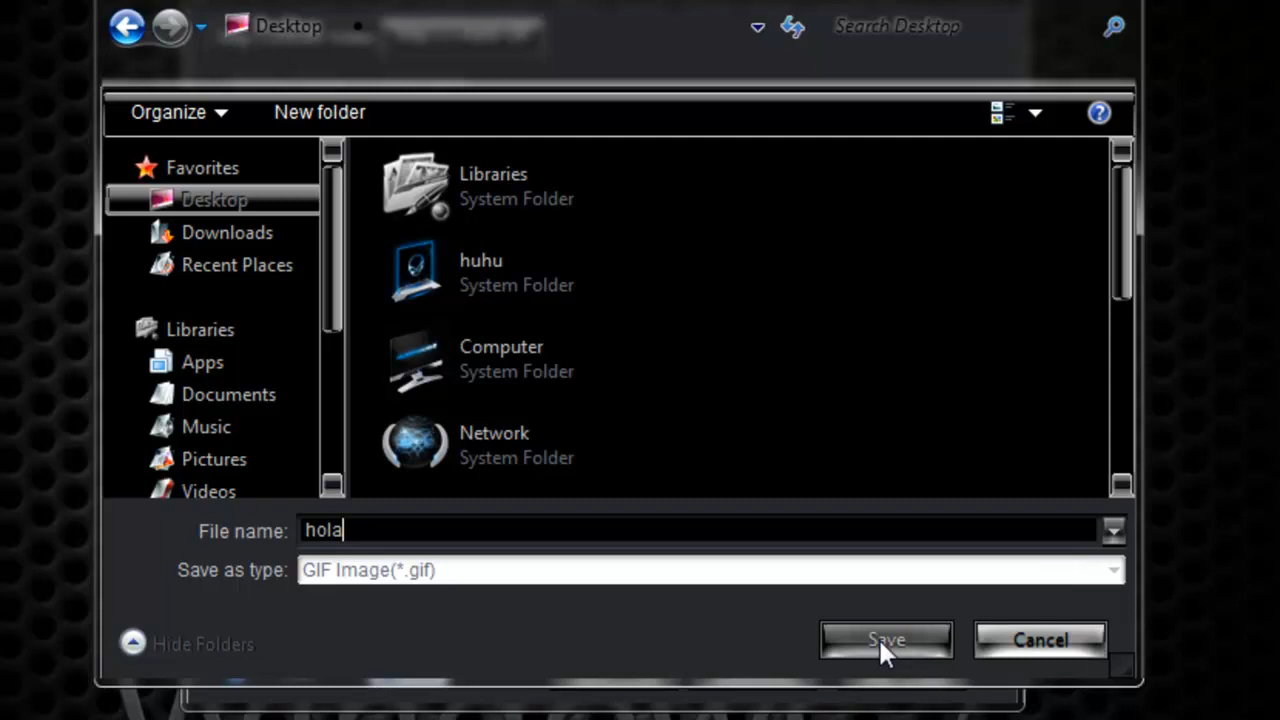 Desktop
Search Desktop
Organize
New folder
Favorites
Desktop
Downloads
Recent Places
Libraries
Apps
Documents
Music
Pictures
Videos
Libraries
System Folder
huhu
System Folder
Computer
System Folder
Network
System Folder
File name: hola
Save as type: GIF Image(*.gif)
Hide Folders
Save
Cancel